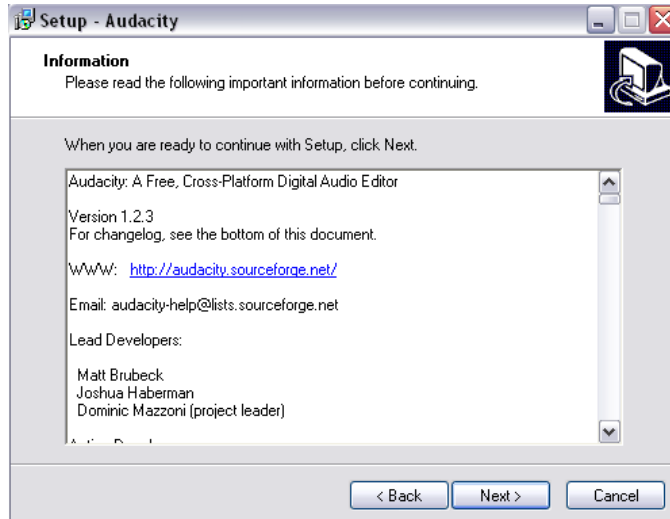 Setup - Audacity
Information
Please read the following important information before continuing.
When you are ready to continue with Setup, click Next.
Audacity: A Free, Cross-Platform Digital Audio Editor
Version 1.2.3
For changelog, see the bottom of this document.
WWW: http://audacity.sourceforge.net/
Email: audacity-help@lists.sourceforge.net
Lead Developers:
Matt Brubeck
Joshua Haberman
Dominic Mazzoni (project leader)
< Back
Next >
Cancel